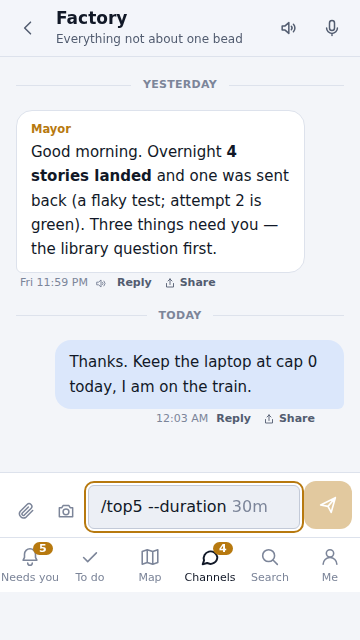 Factory
Everything not about one bead
YESTERDAY
Mayor
Good morning. Overnight 4
stories landed and one was sent
back (a flaky test; attempt 2 is
green). Three things need you —
the library question first.
Fri 11:59 PM Reply Share
TODAY
Thanks. Keep the laptop at cap 0
today, I am on the train.
12:03 AM Reply Share
/top5 --duration 30m
5
4
Needs you To do Map Channels Search Me